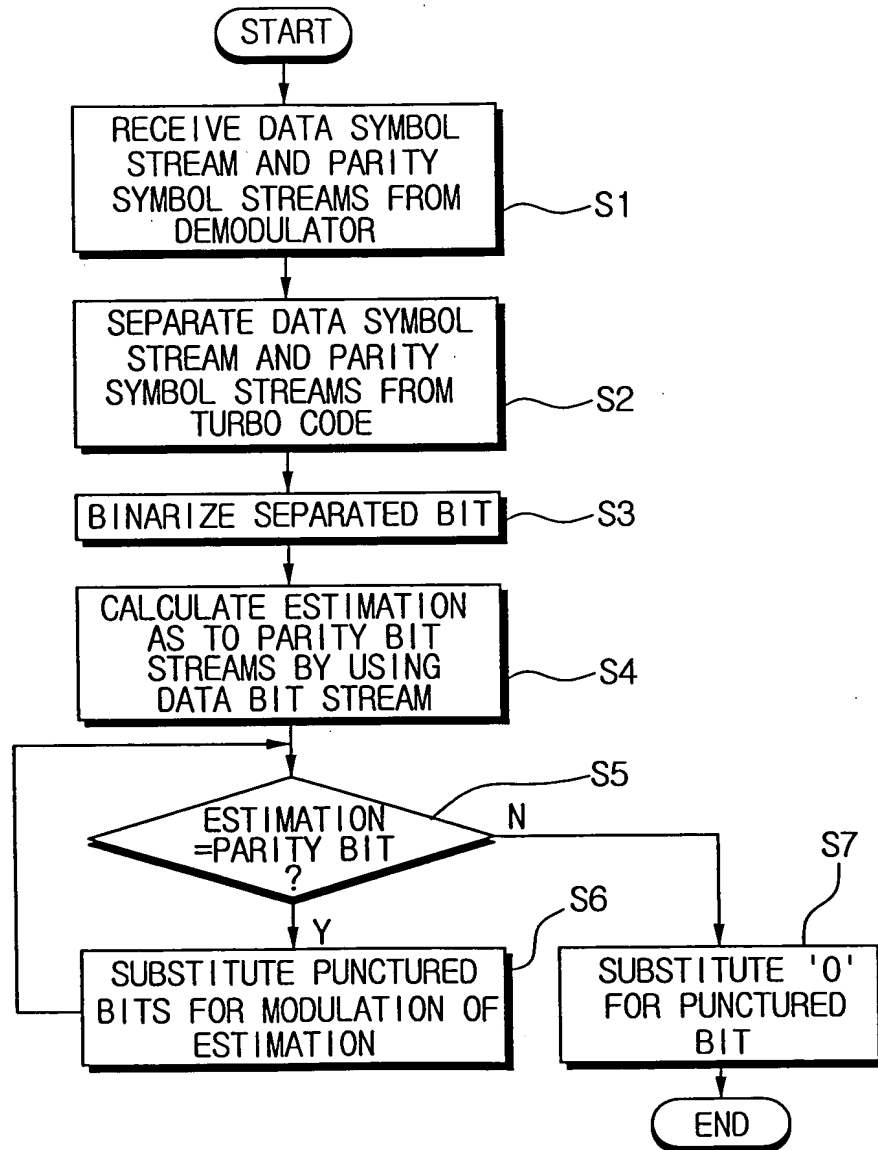 START
RECEIVE DATA SYMBOL
STREAM AND PARITY
SYMBOL STREAMS FROM
DEMODULATOR
S1
SEPARATE DATA SYMBOL
STREAM AND PARITY
SYMBOL STREAMS FROM
TURBO CODE
S2
BINARIZE SEPARATED BIT
S3
CALCULATE ESTIMATION
AS TO PARITY BIT
STREAMS BY USING
DATA BIT STREAM
S4
S5
ESTIMATION
=PARITY BIT
?
N
Y
S6
SUBSTITUTE PUNCTURED
BITS FOR MODULATION OF
ESTIMATION
S7
SUBSTITUTE '0'
FOR PUNCTURED
BIT
END